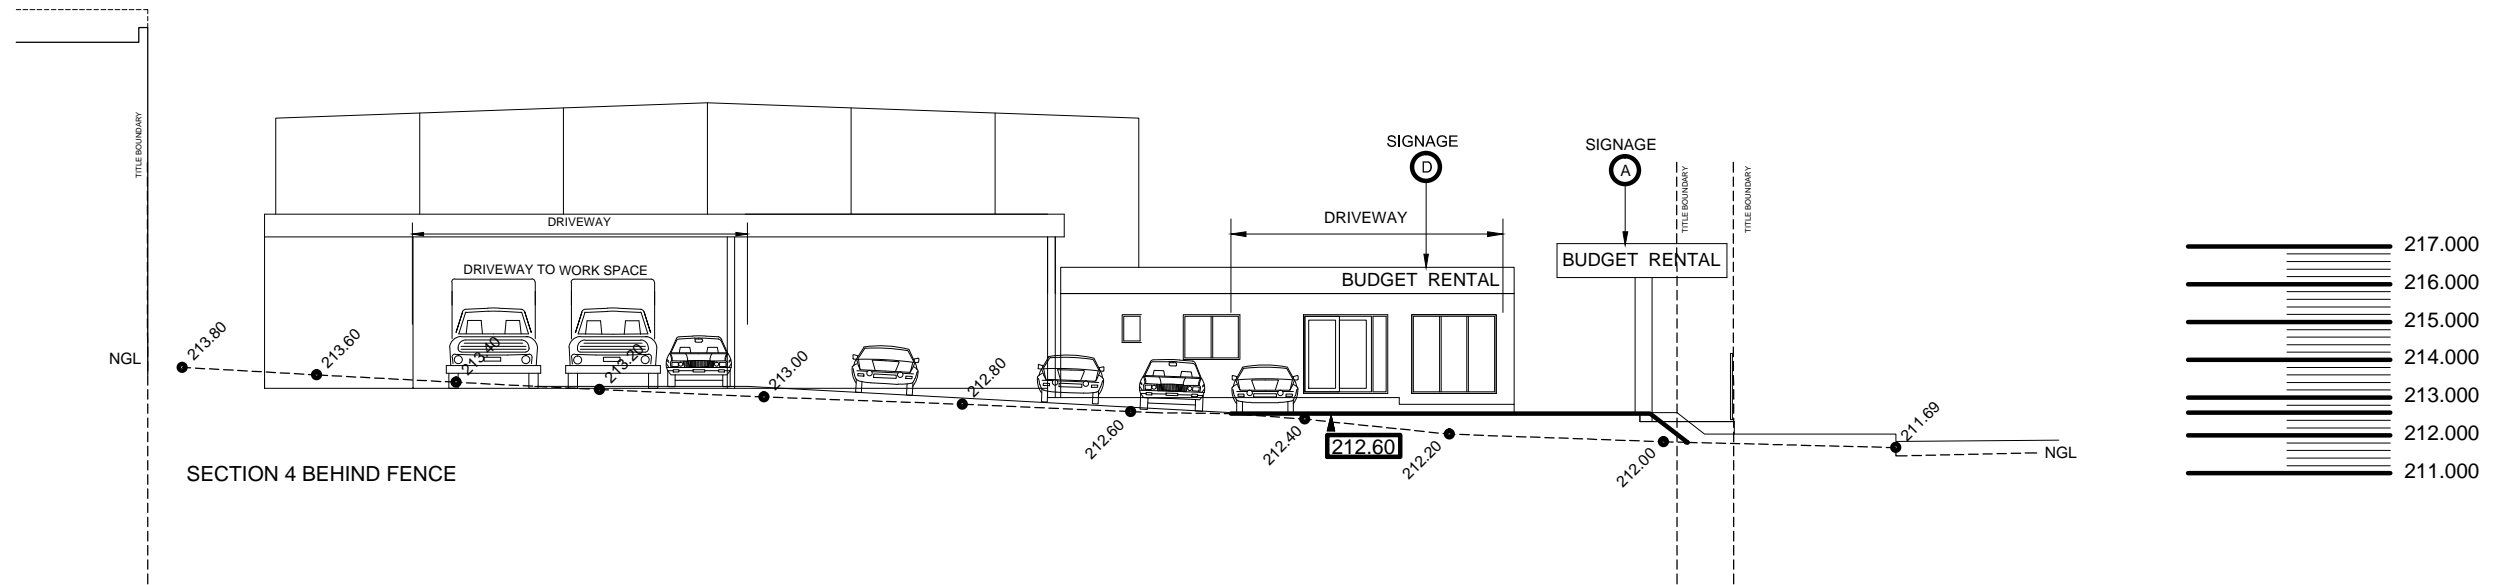 TITLE BOUNDARY
SIGNAGE
D
SIGNAGE
A
TITLE BOUNDARY
TITLE BOUNDARY
DRIVEWAY
DRIVEWAY
DRIVEWAY TO WORK SPACE
BUDGET RENTAL
BUDGET RENTAL
217.000
216.000
215.000
214.000
213.000
212.000
211.000
NGL
213.80
213.60
213.40
213.20
213.00
212.80
212.60
212.40
212.60
212.20
212.00
211.69
NGL
SECTION 4 BEHIND FENCE